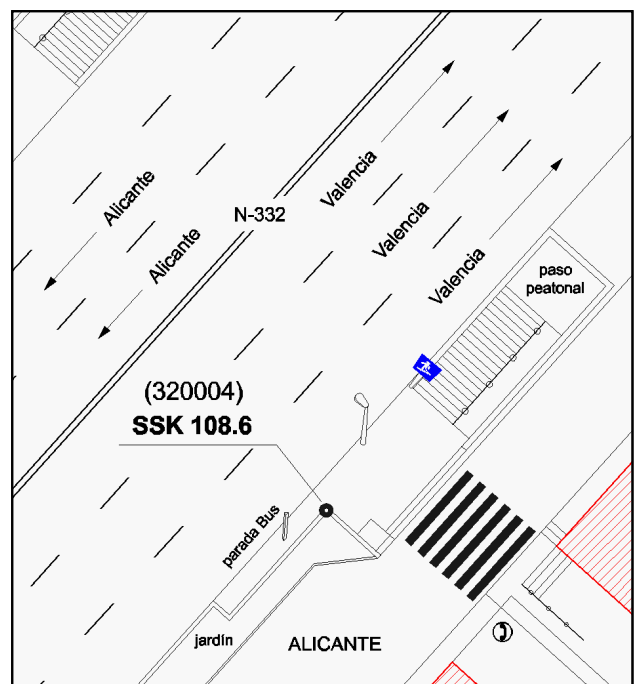 Alicante
Alicante
N-332
Valencia
Valencia
Valencia
paso
peatonal
(320004)
SSK 108.6
parada Bus
jardín
ALICANTE